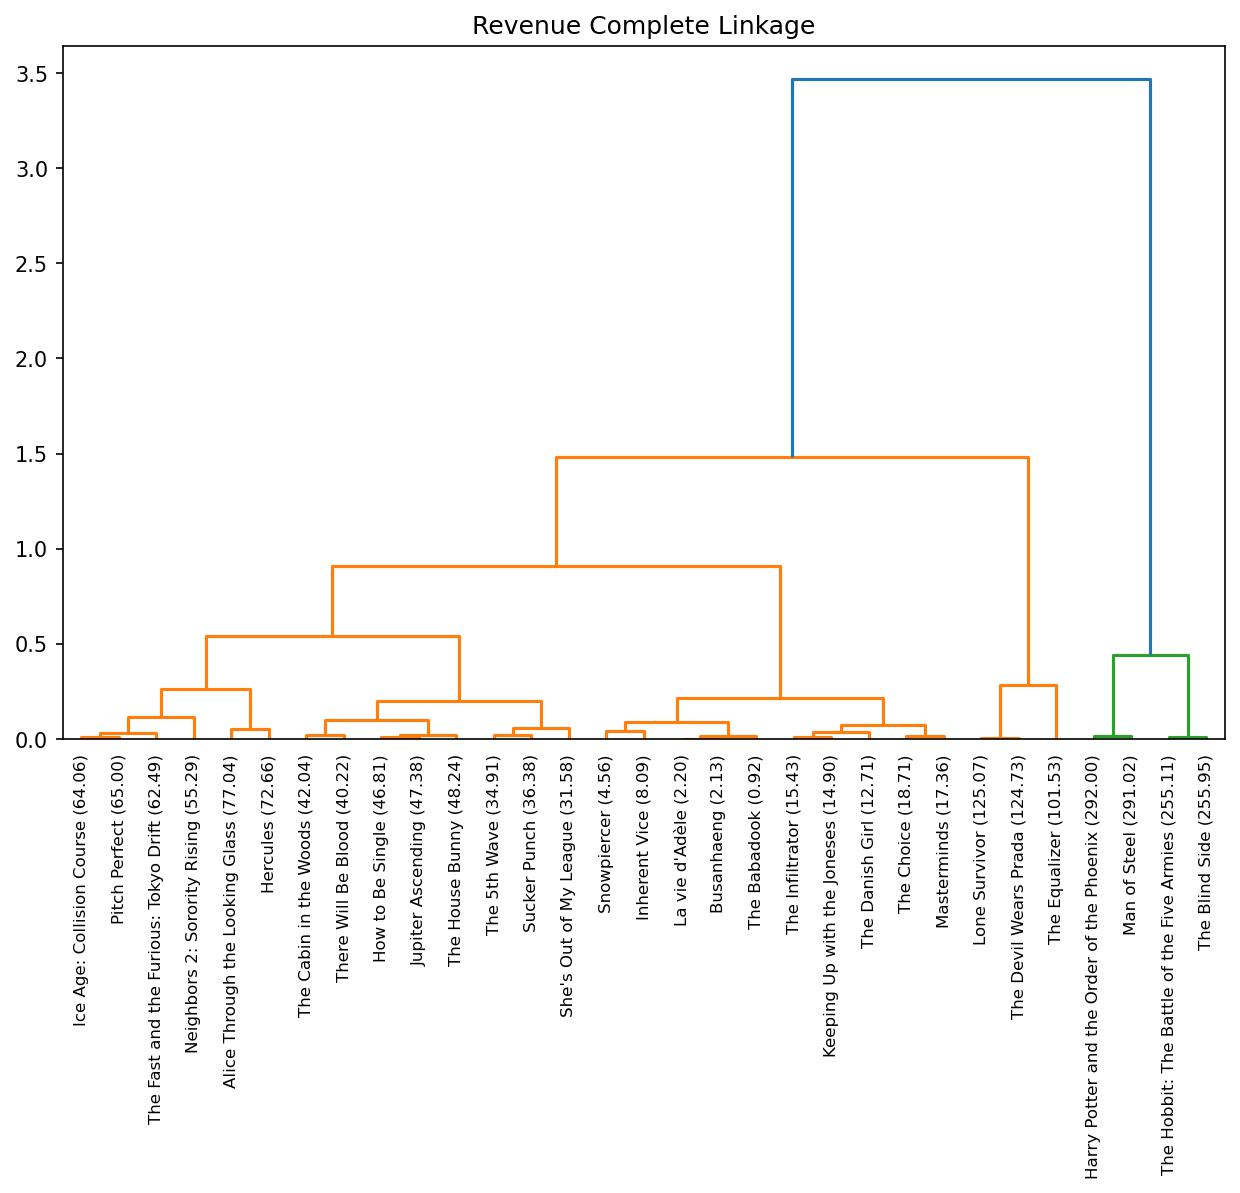 Revenue Complete Linkage
3.5
3.0
2.5
2.0
1.5
1.0
0.5
0.0
Ice Age: Collision Course (64.06)
Pitch Perfect (65.00)
The Fast and the Furious: Tokyo Drift (62.49)
Neighbors 2: Sorority Rising (55.29)
Alice Through the Looking Glass (77.04)
Hercules (72.66)
The Cabin in the Woods (42.04)
There Will Be Blood (40.22)
How to Be Single (46.81)
Jupiter Ascending (47.38)
The House Bunny (48.24)
The 5th Wave (34.91)
Sucker Punch (36.38)
She's Out of My League (31.58)
Snowpiercer (4.56)
Inherent Vice (8.09)
La vie d'Adèle (2.20)
Busanhaeng (2.13)
The Babadook (0.92)
The Infiltrator (15.43)
Keeping Up with the Joneses (14.90)
The Danish Girl (12.71)
The Choice (18.71)
Masterminds (17.36)
Lone Survivor (125.07)
The Devil Wears Prada (124.73)
The Equalizer (101.53)
Harry Potter and the Order of the Phoenix (292.00)
Man of Steel (291.02)
The Hobbit: The Battle of the Five Armies (255.11)
The Blind Side (255.95)